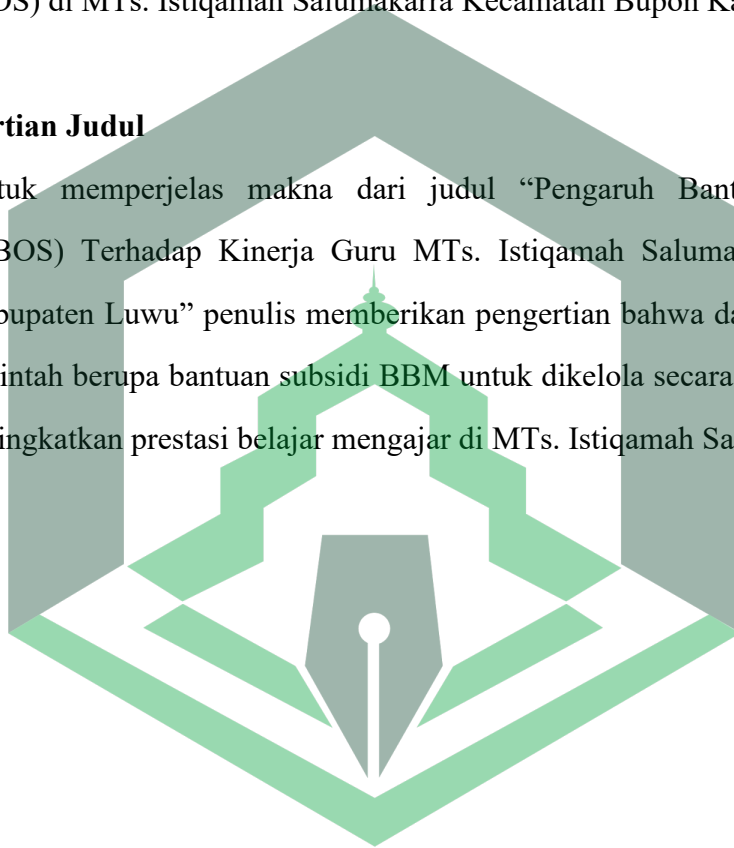 OS) di MTs. Istiqamah Salumakarra Kecamatan Bupon Ka
rtian Judul
tuk memperjelas makna dari judul “Pengaruh Bant
BOS) Terhadap Kinerja Guru MTs. Istiqamah Saluma
bupaten Luwu” penulis memberikan pengertian bahwa da
intah berupa bantuan subsidi BBM untuk dikelola secara
ingkatkan prestasi belajar mengajar di MTs. Istiqamah Sa